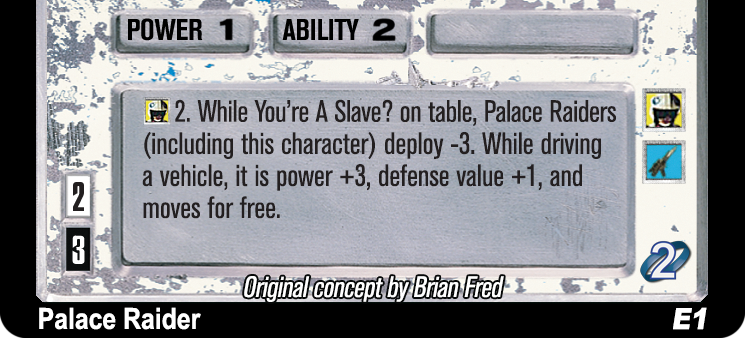 POWER 1 ABILITY 2
2. While You're A Slave? on table, Palace Raiders
(including this character) deploy -3. While driving
a vehicle, it is power +3, defense value +1, and
moves for free.
2
3
2
Original concept by Brian Fred
Palace Raider E1